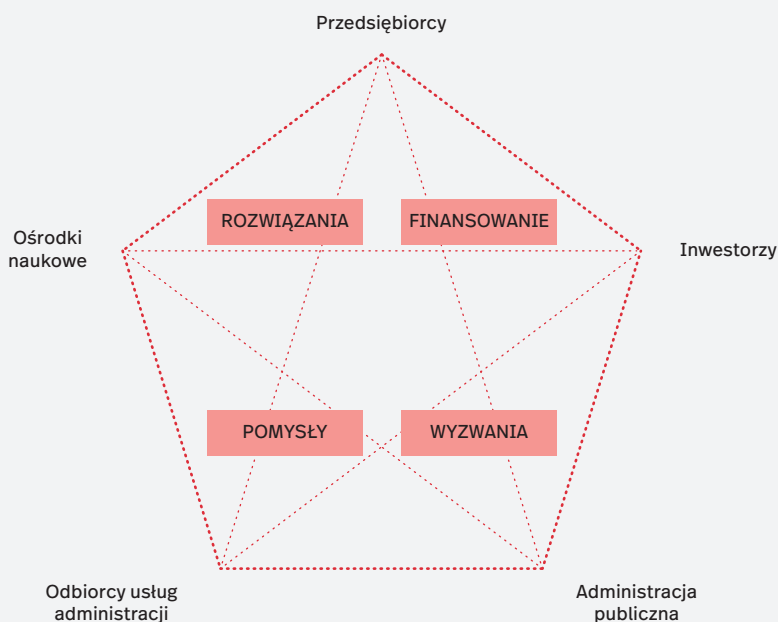 Przedsiębiorcy
ROZWIĄZANIA
FINANSOWANIE
Ośrodki
naukowe
Inwestorzy
POMYSŁY
WYZWANIA
Odbiorcy usług
administracji
Administracja
publiczna